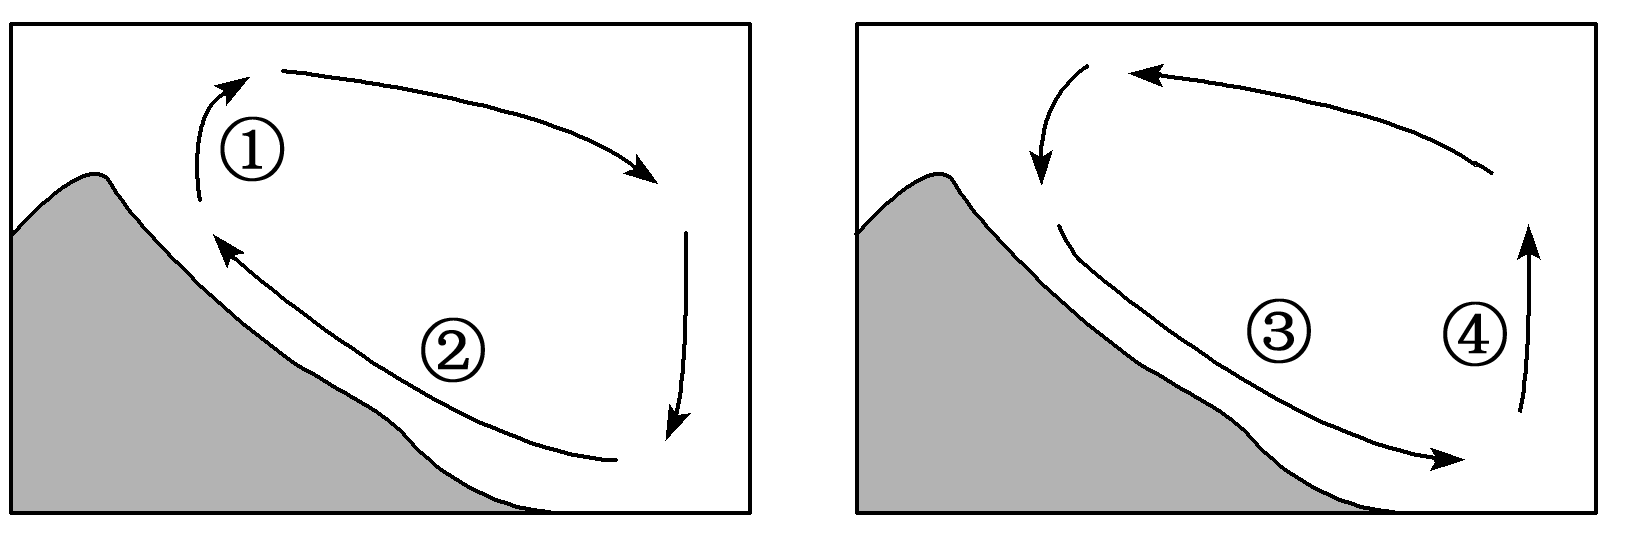 ①
②
③
④